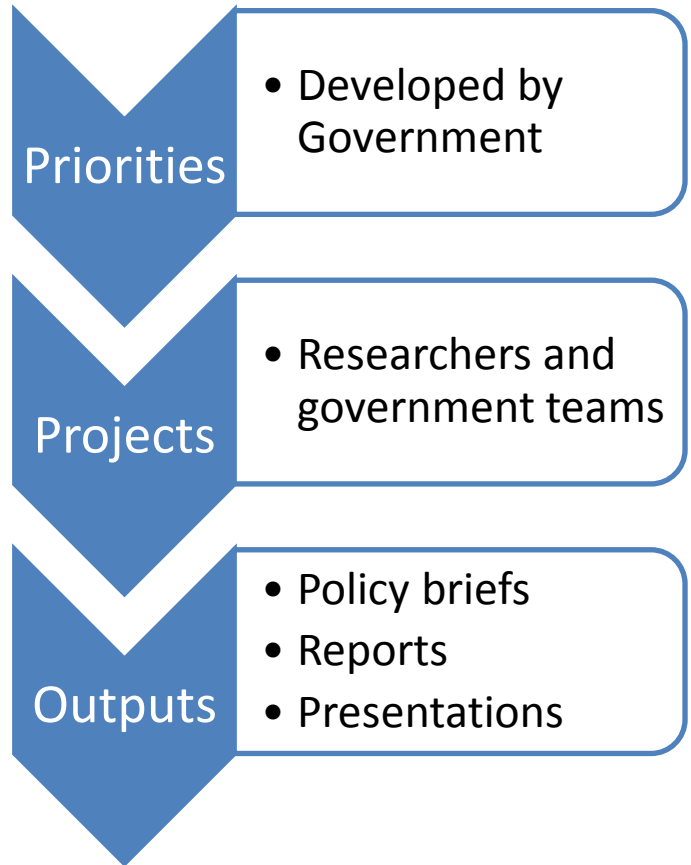 Priorities
• Developed by
Government
Projects
• Researchers and
government teams
Outputs
• Policy briefs
• Reports
• Presentations